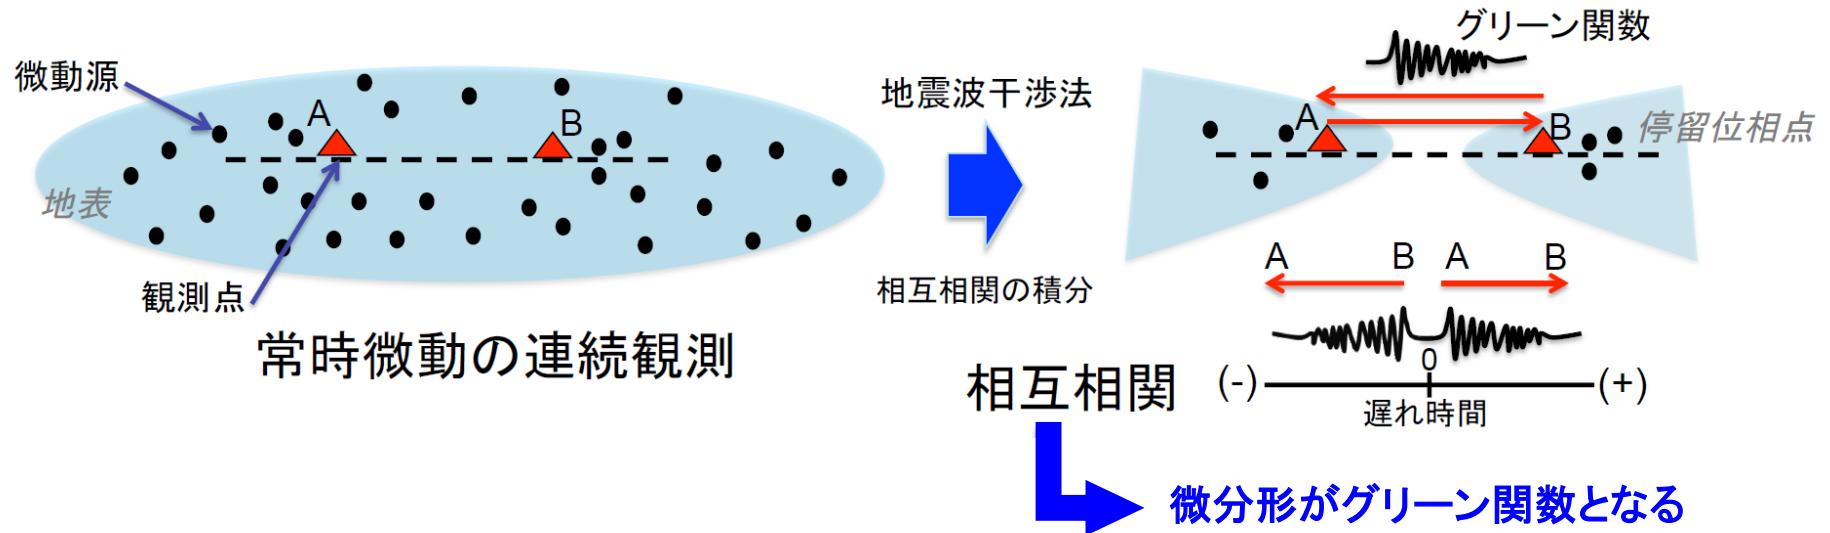 微動源
A
B
地表
観測点
常時微動の連続観測
地震波干渉法
相互相関の積分
グリーン関数
A
B
停留位相点
A
B
A
B
0
相互相関
(-)
(+)
遅れ時間
微分形がグリーン関数となる